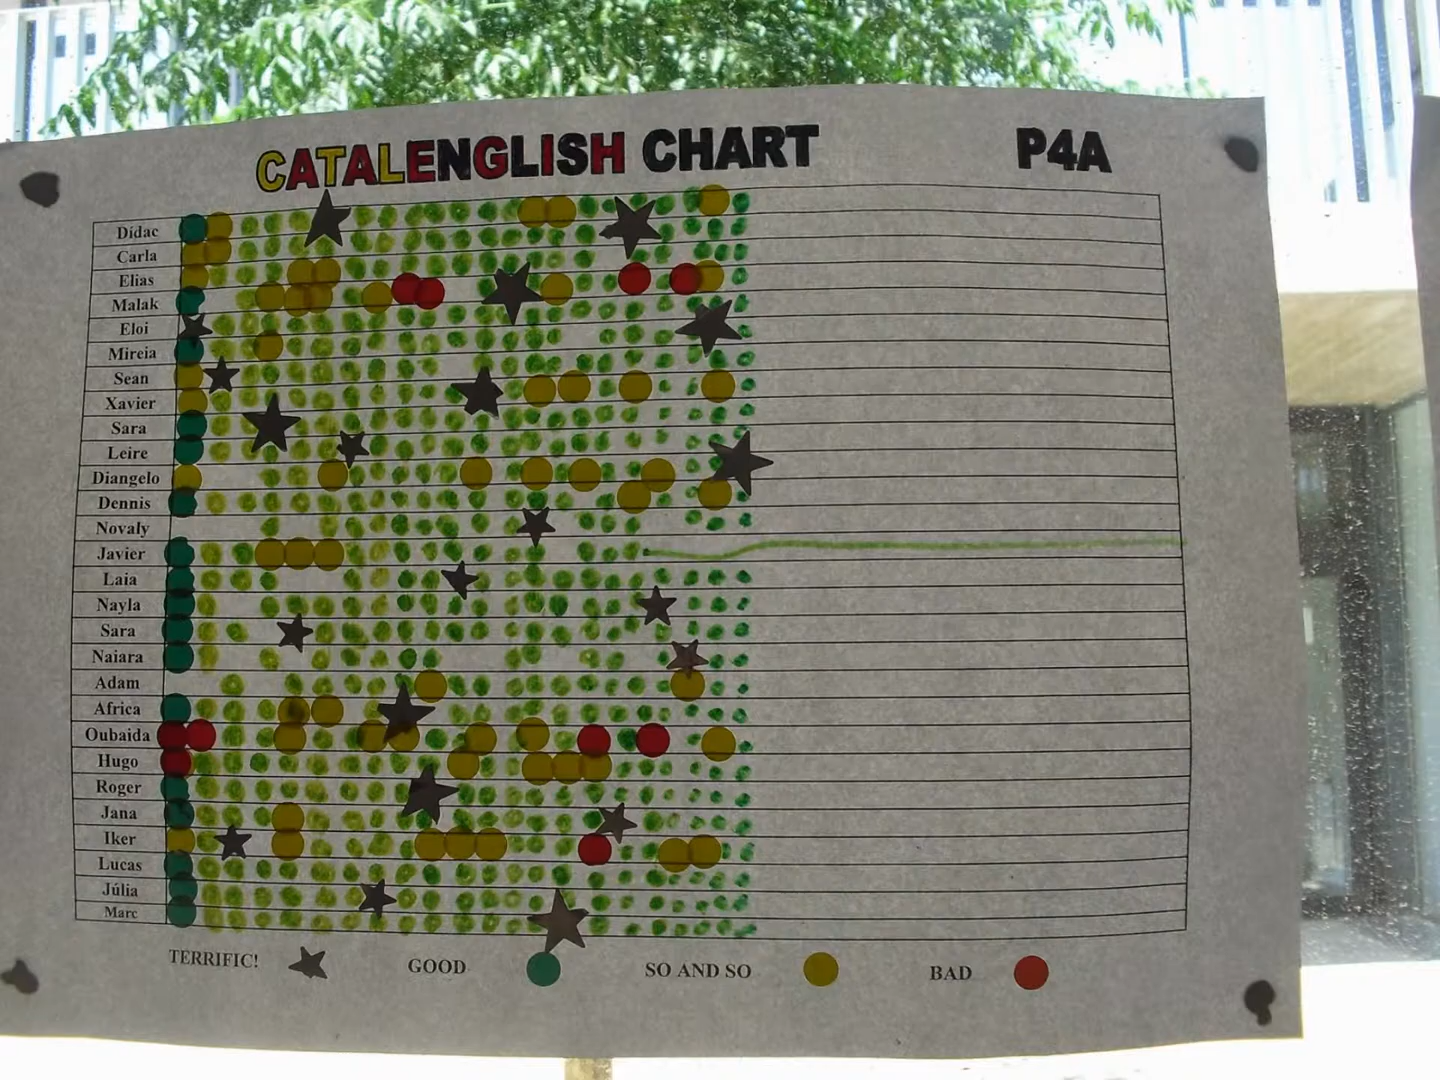 CATALENGLISH CHART P4A
Dídac
Carla
Elias
Malak
Eloi
Mireia
Sean
Xavier
Sara
Leire
Diangelo
Dennis
Novaly
Javier
Laia
Nayla
Sara
Naiara
Adam
Africa
Oubaida
Hugo
Roger
Jana
Iker
Lucas
Júlia
Marc
TERRIFIC! GOOD SO AND SO BAD